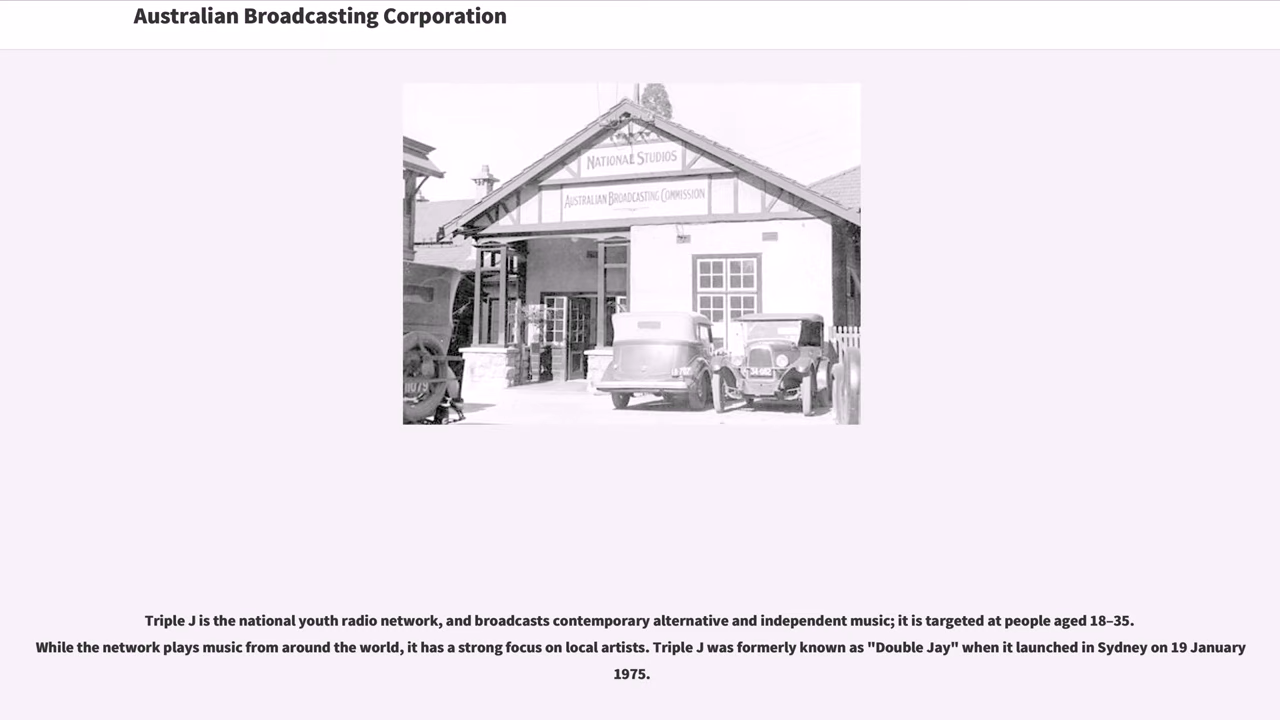 Australian Broadcasting Corporation
NATIONAL STUDIOS
AUSTRALIAN BROADCASTING COMMISSION
Triple J is the national youth radio network, and broadcasts contemporary alternative and independent music; it is targeted at people aged 18–35.
While the network plays music from around the world, it has a strong focus on local artists. Triple J was formerly known as "Double Jay" when it launched in Sydney on 19 January
1975.